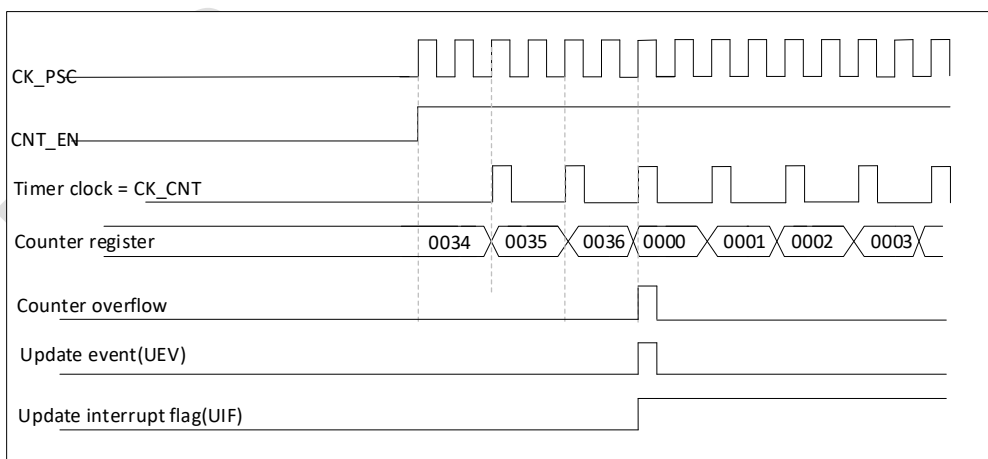 CK_PSC
CNT_EN
Timer clock = CK_CNT
Counter register 0034 0035 0036 0000 0001 0002 0003
Counter overflow
Update event(UEV)
Update interrupt flag(UIF)